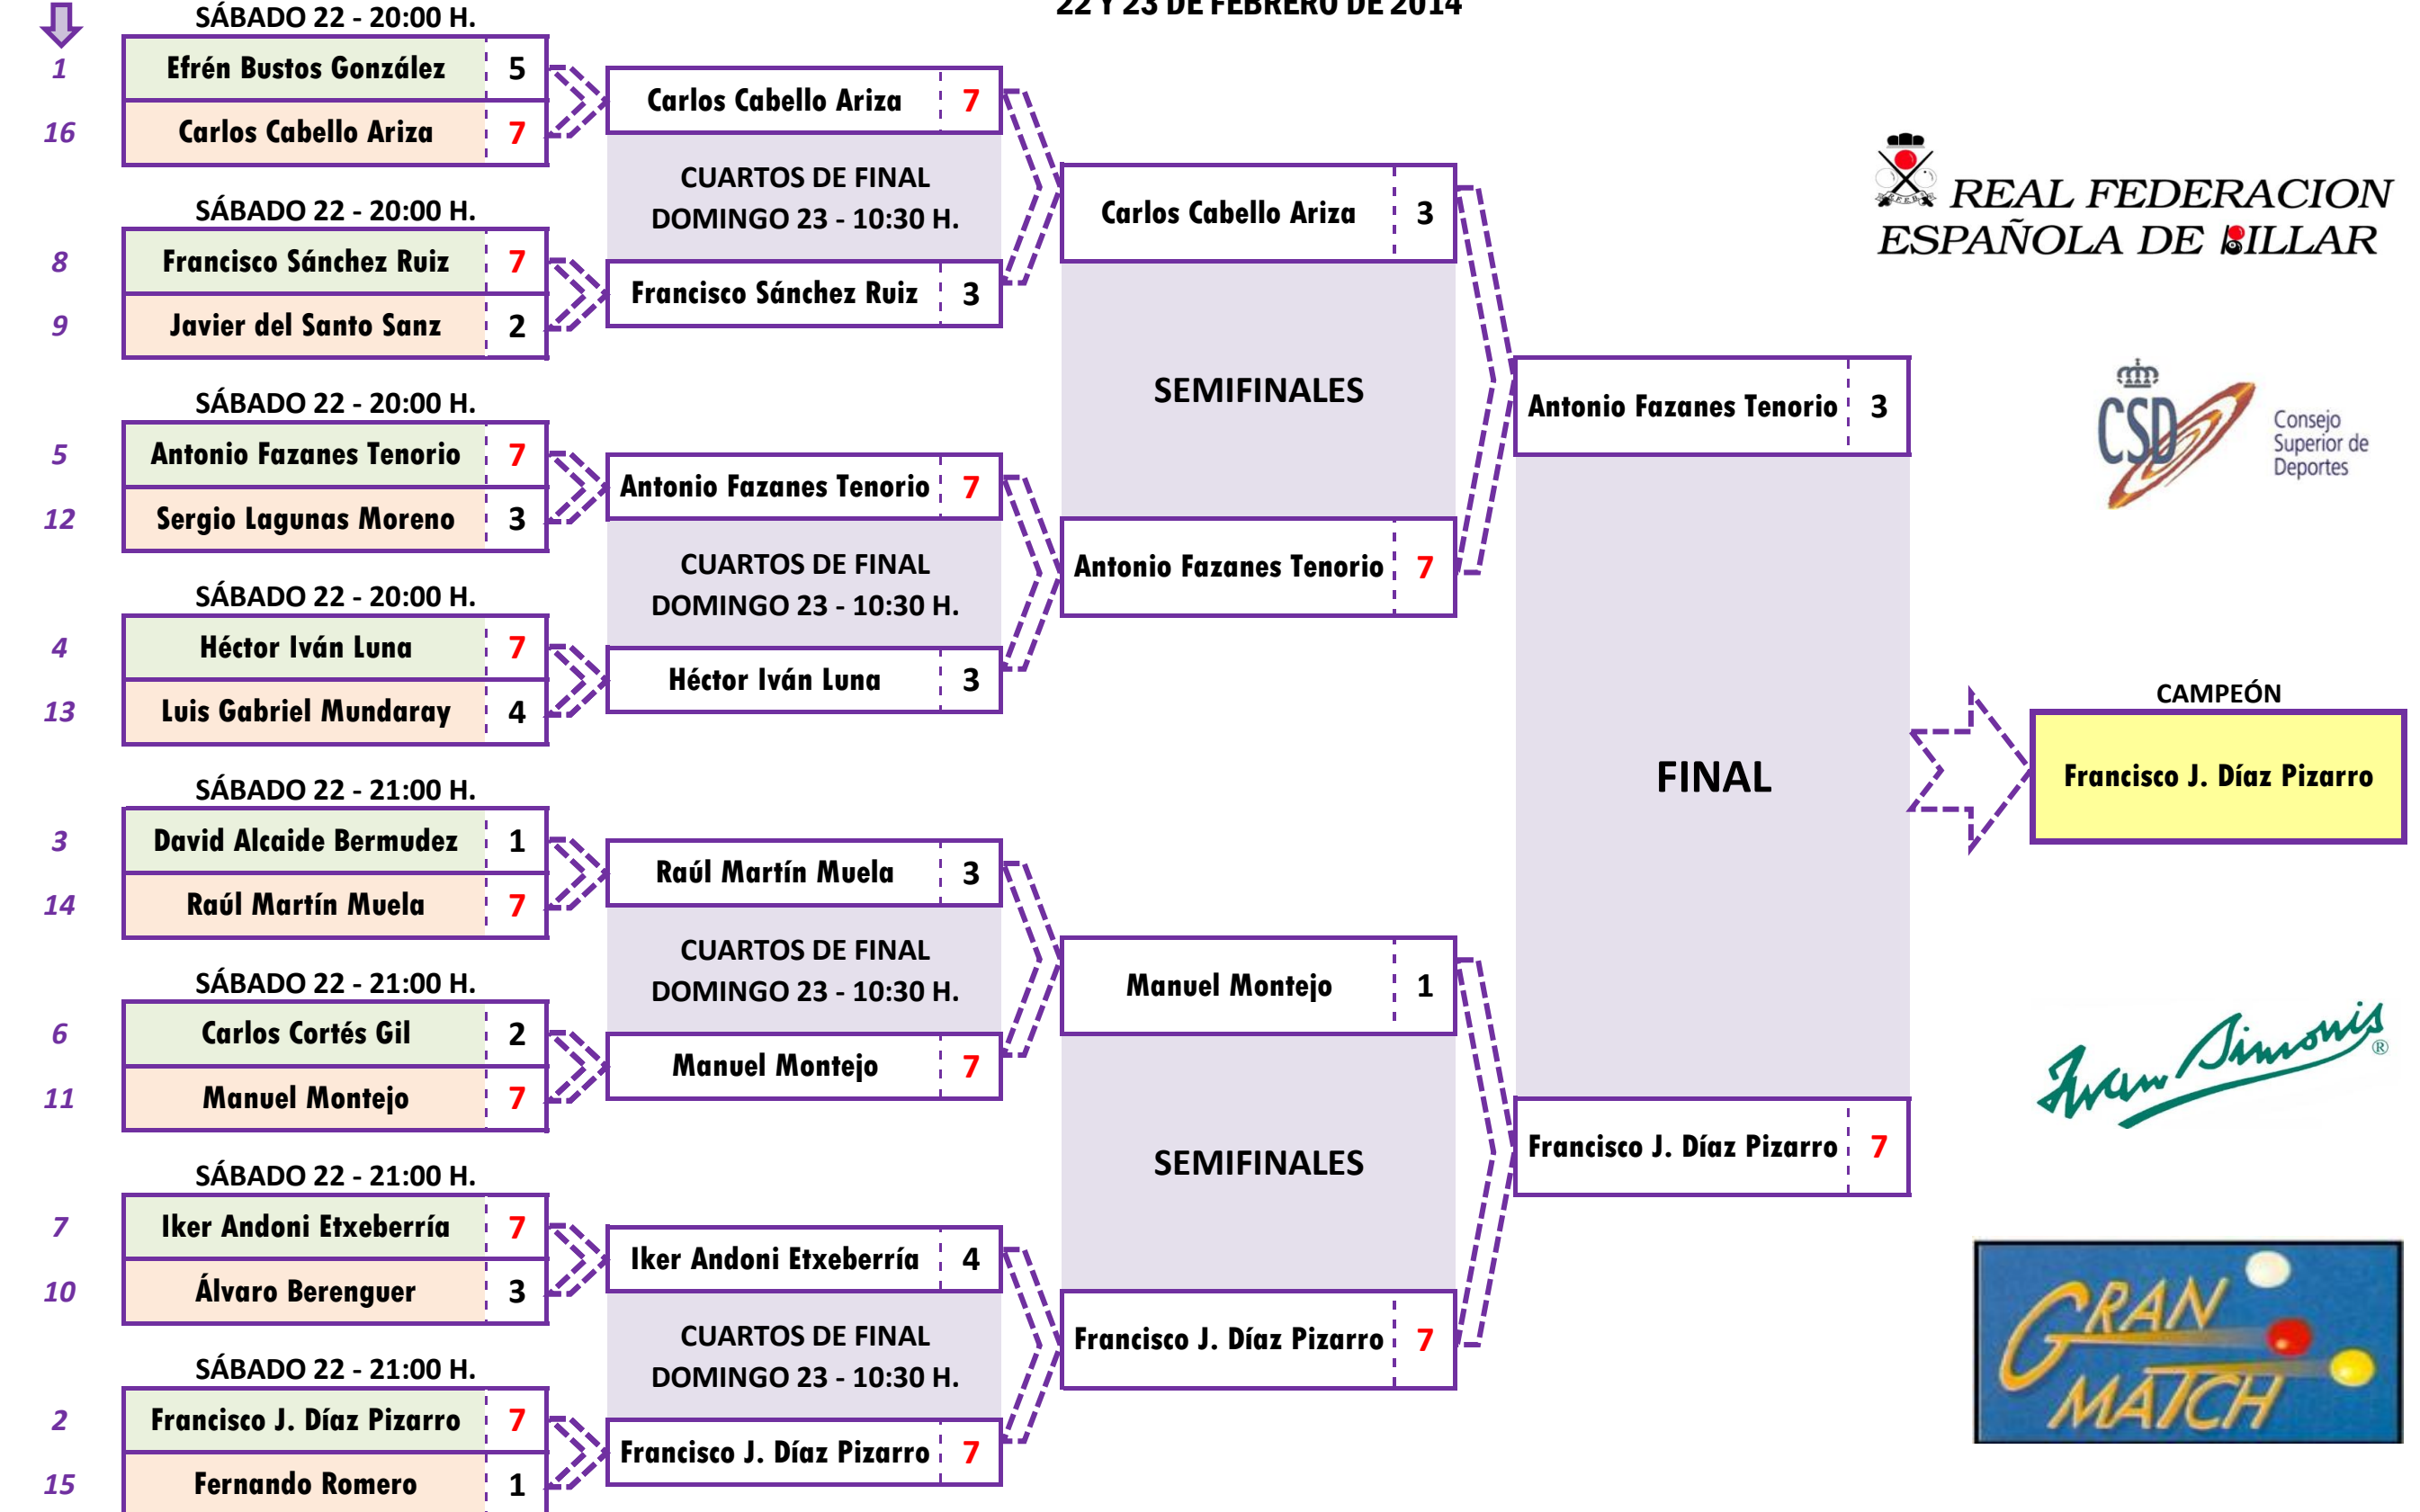 22 Y 23 DE FEBRERO DE 2014
SÁBADO 22 - 20:00 H.
1 Efrén Bustos González 5
16 Carlos Cabello Ariza 7
SÁBADO 22 - 20:00 H.
8 Francisco Sánchez Ruiz 7
9 Javier del Santo Sanz 2
SÁBADO 22 - 20:00 H.
5 Antonio Fazanes Tenorio 7
12 Sergio Lagunas Moreno 3
SÁBADO 22 - 20:00 H.
4 Héctor Iván Luna 7
13 Luis Gabriel Mundaray 4
SÁBADO 22 - 21:00 H.
3 David Alcaide Bermudez 1
14 Raúl Martín Muela 7
SÁBADO 22 - 21:00 H.
6 Carlos Cortés Gil 2
11 Manuel Montejo 7
SÁBADO 22 - 21:00 H.
7 Iker Andoni Etxeberría 7
10 Álvaro Berenguer 3
SÁBADO 22 - 21:00 H.
2 Francisco J. Díaz Pizarro 7
15 Fernando Romero 1
Carlos Cabello Ariza 7
CUARTOS DE FINAL
DOMINGO 23 - 10:30 H.
Francisco Sánchez Ruiz 3
Antonio Fazanes Tenorio 7
CUARTOS DE FINAL
DOMINGO 23 - 10:30 H.
Héctor Iván Luna 3
Raúl Martín Muela 3
CUARTOS DE FINAL
DOMINGO 23 - 10:30 H.
Manuel Montejo 7
Iker Andoni Etxeberría 4
CUARTOS DE FINAL
DOMINGO 23 - 10:30 H.
Francisco J. Díaz Pizarro 7
Carlos Cabello Ariza 3
SEMIFINALES
Antonio Fazanes Tenorio 7
Manuel Montejo 1
SEMIFINALES
Francisco J. Díaz Pizarro 7
Antonio Fazanes Tenorio 3
FINAL
Francisco J. Díaz Pizarro 7
CAMPEÓN
Francisco J. Díaz Pizarro
REAL FEDERACION
ESPAÑOLA DE BILLAR
CSD
Consejo
Superior de
Deportes
Iwan Simonis ®
GRAN
MATCH